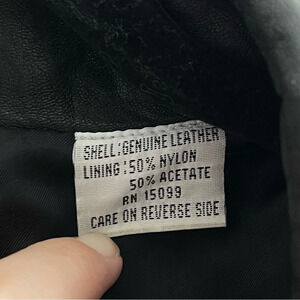 SHELL:GENUINE LEATHER
LINING:50% NYLON
50% ACETATE
RN 15099
CARE ON REVERSE SIDE